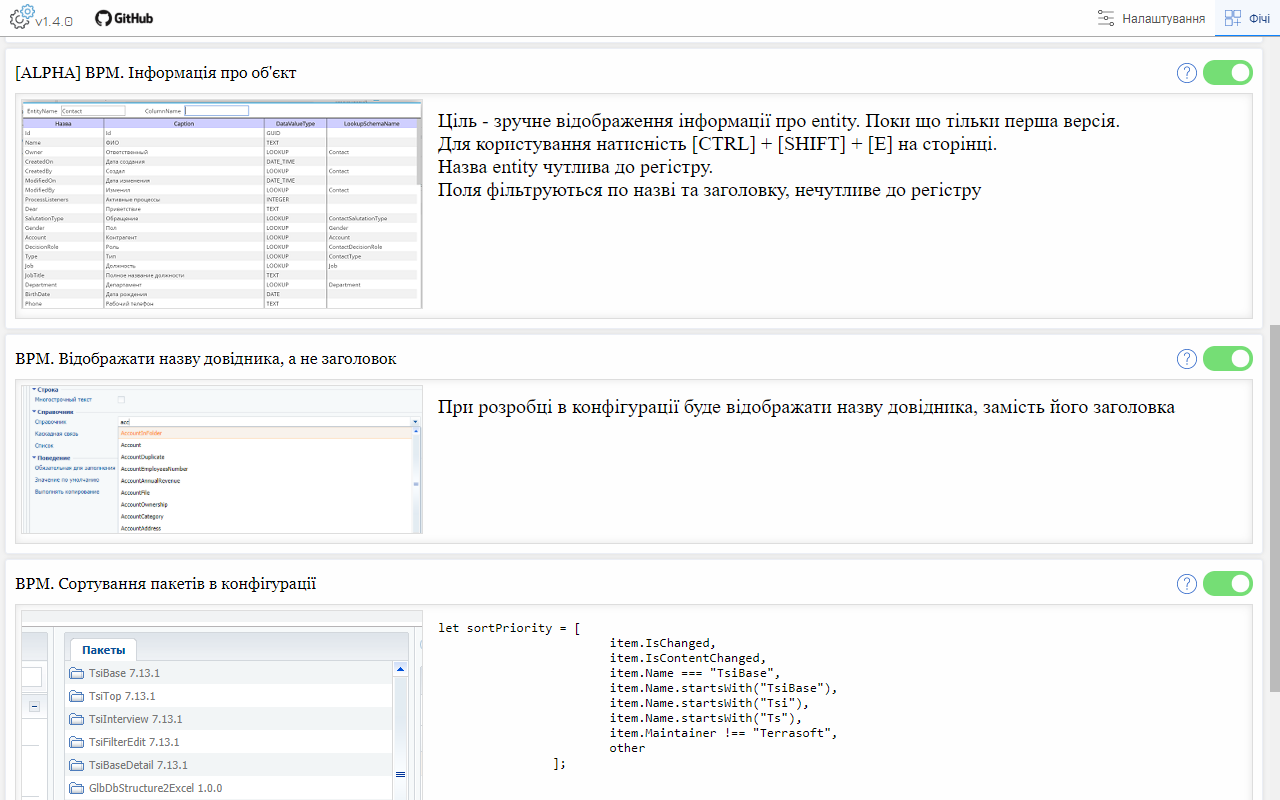 v1.4.0 GitHub Налаштування Фічі
[ALPHA] BPM. Інформація про об'єкт
EntityName Contact ColumnName
Назва Caption DataValueType LookupSchemaName
Id Id GUID
Name ФИО TEXT
Owner Ответственный LOOKUP Contact
CreatedOn Дата создания DATE_TIME
CreatedBy Создал LOOKUP Contact
ModifiedOn Дата изменения DATE_TIME
ModifiedBy Изменил LOOKUP Contact
ProcessListeners Активные процессы INTEGER
Dear Приветствие TEXT
SalutationType Обращение LOOKUP ContactSalutationType
Gender Пол LOOKUP Gender
Account Контрагент LOOKUP Account
DecisionRole Роль LOOKUP ContactDecisionRole
Type Тип LOOKUP ContactType
Job Должность LOOKUP Job
JobTitle Полное название должности TEXT
Department Департамент LOOKUP Department
BirthDate Дата рождения DATE
Phone Рабочий телефон TEXT
Ціль - зручне відображення інформації про entity. Поки що тільки перша версія.
Для користування натисність [CTRL] + [SHIFT] + [E] на сторінці.
Назва entity чутлива до регістру.
Поля фільтруються по назві та заголовку, нечутливе до регістру
BPM. Відображати назву довідника, а не заголовок
Строка
Многострочный текст
Справочник
Справочник acc
Каскадная связь AccountInFolder
Список Account
Поведение AccountDuplicate
Обязательная для заполнения AccountEmployeesNumber
Значение по умолчанию AccountAnnualRevenue
Выполнять копирование AccountFile
AccountOwnership
AccountCategory
AccountAddress
При розробці в конфігурації буде відображати назву довідника, замість його заголовка
BPM. Сортування пакетів в конфігурації
Пакеты
TsiBase 7.13.1
TsiTop 7.13.1
TsiInterview 7.13.1
TsiFilterEdit 7.13.1
TsiBaseDetail 7.13.1
GlbDbStructure2Excel 1.0.0
let sortPriority = [
item.IsChanged,
item.IsContentChanged,
item.Name === "TsiBase",
item.Name.startsWith("TsiBase"),
item.Name.startsWith("Tsi"),
item.Name.startsWith("Ts"),
item.Maintainer !== "Terrasoft",
other
];